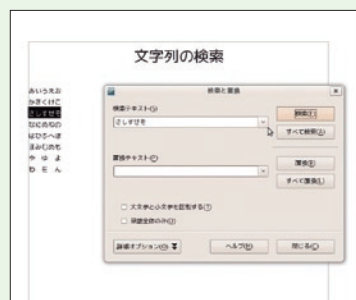 文字列の検索
あいうえお
かきくけこ
さしすせそ
なにぬねの
はひふへほ
まみむめも
や ゆ よ
わ を ん
検索と置換
検索テキスト(S)
さしすせそ
検索(E)
すべて検索(A)
置換テキスト(C)
置換(R)
すべて置換(L)
大文字と小文字を区別する(T)
単語全体のみ(O)
詳細オプション(O)
ヘルプ(H)
閉じる(C)